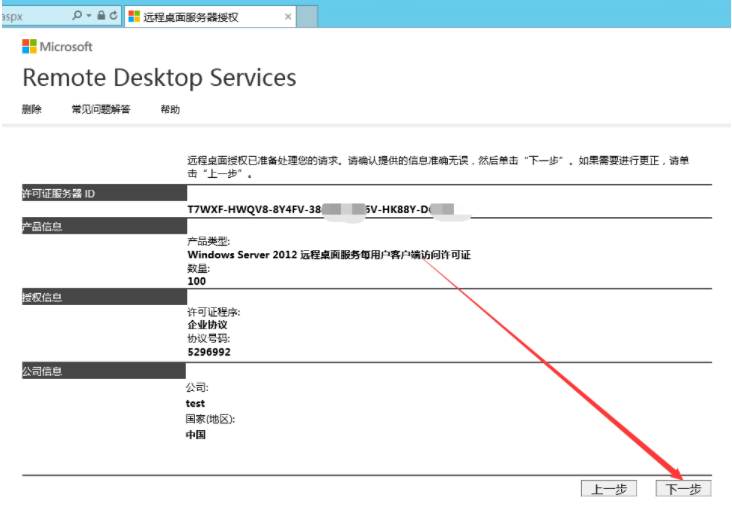 aspx
远程桌面服务器授权
Microsoft
Remote Desktop Services
删除 常见问题解答 帮助
远程桌面授权已准备处理您的请求。请确认提供的信息准确无误，然后单击“下一步”。如果需要进行更正，请单
击“上一步”。
许可证服务器 ID
T7WXF-HWQV8-8Y4FV-38 5V-HK88Y-D
产品信息
产品类型:
Windows Server 2012 远程桌面服务每用户客户端访问许可证
数量:
100
授权信息
许可证程序:
企业协议
协议号码:
5296992
公司信息
公司:
test
国家(地区):
中国
上一步 下一步